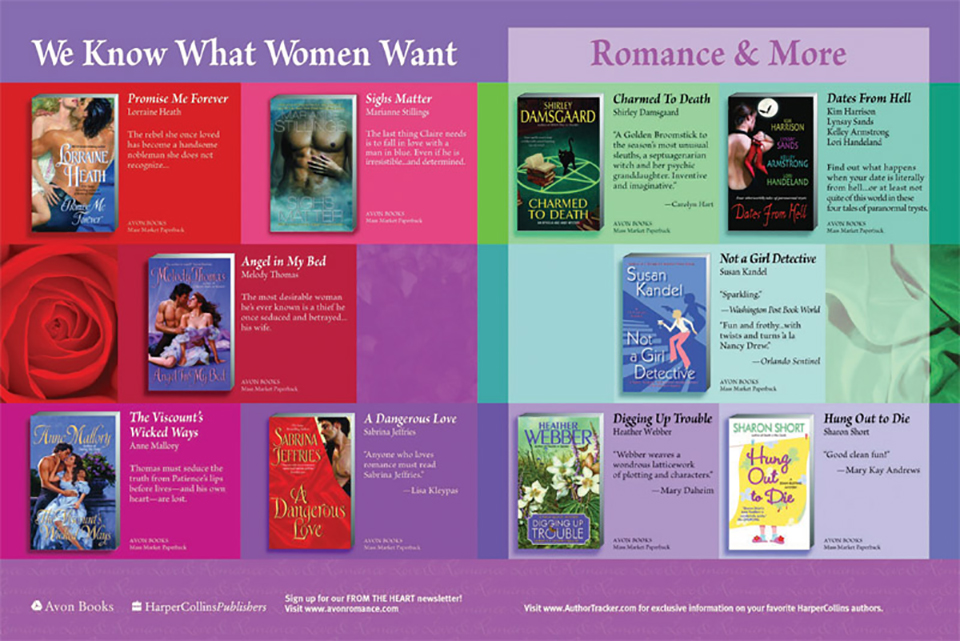 We Know What Women Want
Romance & More
Promise Me Forever
Lorraine Heath
The rebel she once loved
has become a handsome
nobleman she does not
recognize...
AVON BOOKS
Mass Market Paperback
LORRAINE
HEATH
Promise Me
Forever
Sighs Matter
Marianne Stillings
The last thing Claire needs
is to fall in love with a
man in blue. Even if he is
irresistible...and determined.
AVON BOOKS
Mass Market Paperback
STILLINGS
Charmed To Death
Shirley Damsgaard
"A Golden Broomstick to
the season's most unusual
sleuths, a septuagenarian
witch and her psychic
granddaughter. Inventive
and imaginative."
—Carolyn Hart
AVON BOOKS
Mass Market Paperback
SHIRLEY
DAMSGAARD
CHARMED
TO DEATH
Dates From Hell
Kim Harrison
Lynsay Sands
Kelley Armstrong
Lori Handeland
Find out what happens
when your date is literally
from hell...or at least not
quite of this world in these
four tales of paranormal trysts.
AVON BOOKS
Mass Market Paperback
KIM
HARRISON
LYNSAY
SANDS
KELLEY
ARMSTRONG
LORI
HANDELAND
Dates From Hell
Angel in My Bed
Melody Thomas
The most desirable woman
he's ever known is a thief he
once seduced and betrayed...
his wife.
AVON BOOKS
Mass Market Paperback
Melody Thomas
Angel In My Bed
Not a Girl Detective
Susan Kandel
"Sparkling."
—Washington Post Book World
"Fun and frothy..with
twists and turns 'a la
Nancy Drew."
—Orlando Sentinel
AVON BOOKS
Mass Market Paperback
Susan
Kandel
Not
a Girl
Detective
The Viscount's
Wicked Ways
Anne Mallory
Thomas must seduce the
truth from Patience's lips
before lives—and his own
heart—are lost.
AVON BOOKS
Mass Market Paperback
Anne Mallory
The Viscount's
Wicked Ways
A Dangerous Love
Sabrina Jeffries
"Anyone who loves
romance must read
Sabrina Jeffries."
—Lisa Kleypas
AVON BOOKS
Mass Market Paperback
SABRINA
JEFFRIES
A
Dangerous
Love
Digging Up Trouble
Heather Webber
"Webber weaves a
wondrous latticework
of plotting and characters."
—Mary Daheim
AVON BOOKS
Mass Market Paperback
HEATHER
WEBBER
DIGGING UP
TROUBLE
Hung Out to Die
Sharon Short
"Good clean fun!"
—Mary Kay Andrews
AVON BOOKS
Mass Market Paperback
SHARON SHORT
Hung
Out
to Die
Avon Books
HarperCollinsPublishers
Sign up for our FROM THE HEART newsletter!
Visit www.avonromance.com
Visit www.AuthorTracker.com for exclusive information on your favorite HarperCollins authors.